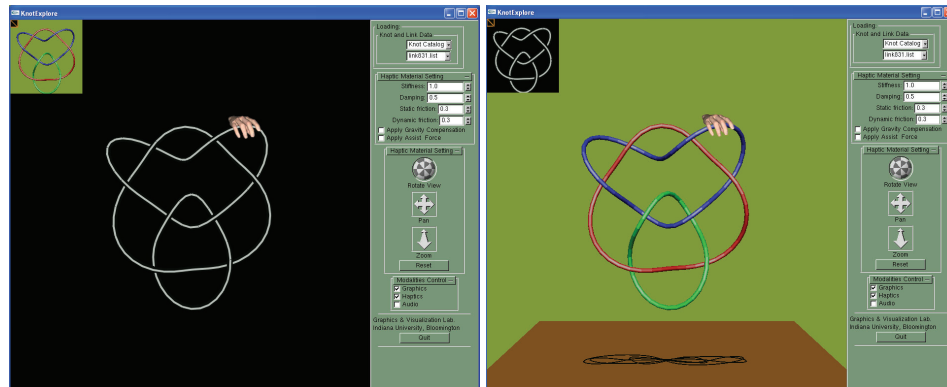 KnotExplore
Loading:
Knot and Link Data
Knot Catalog
link831.list
Haptic Material Setting
Stiffness: 1.0
Damping: 0.5
Static friction: 0.3
Dynamic friction: 0.3
Apply Gravity Compensation
Apply Assist. Force
Haptic Material Setting
Rotate View
Pan
Zoom
Reset
Modalities Control
Graphics
Haptics
Audio
Graphics & Visualization Lab.
Indiana University, Bloomington
Quit
KnotExplore
Loading:
Knot and Link Data
Knot Catalog
link831.list
Haptic Material Setting
Stiffness: 1.0
Damping: 0.5
Static friction: 0.3
Dynamic friction: 0.3
Apply Gravity Compensation
Apply Assist. Force
Haptic Material Setting
Rotate View
Pan
Zoom
Reset
Modalities Control
Graphics
Haptics
Audio
Graphics & Visualization Lab.
Indiana University, Bloomington
Quit